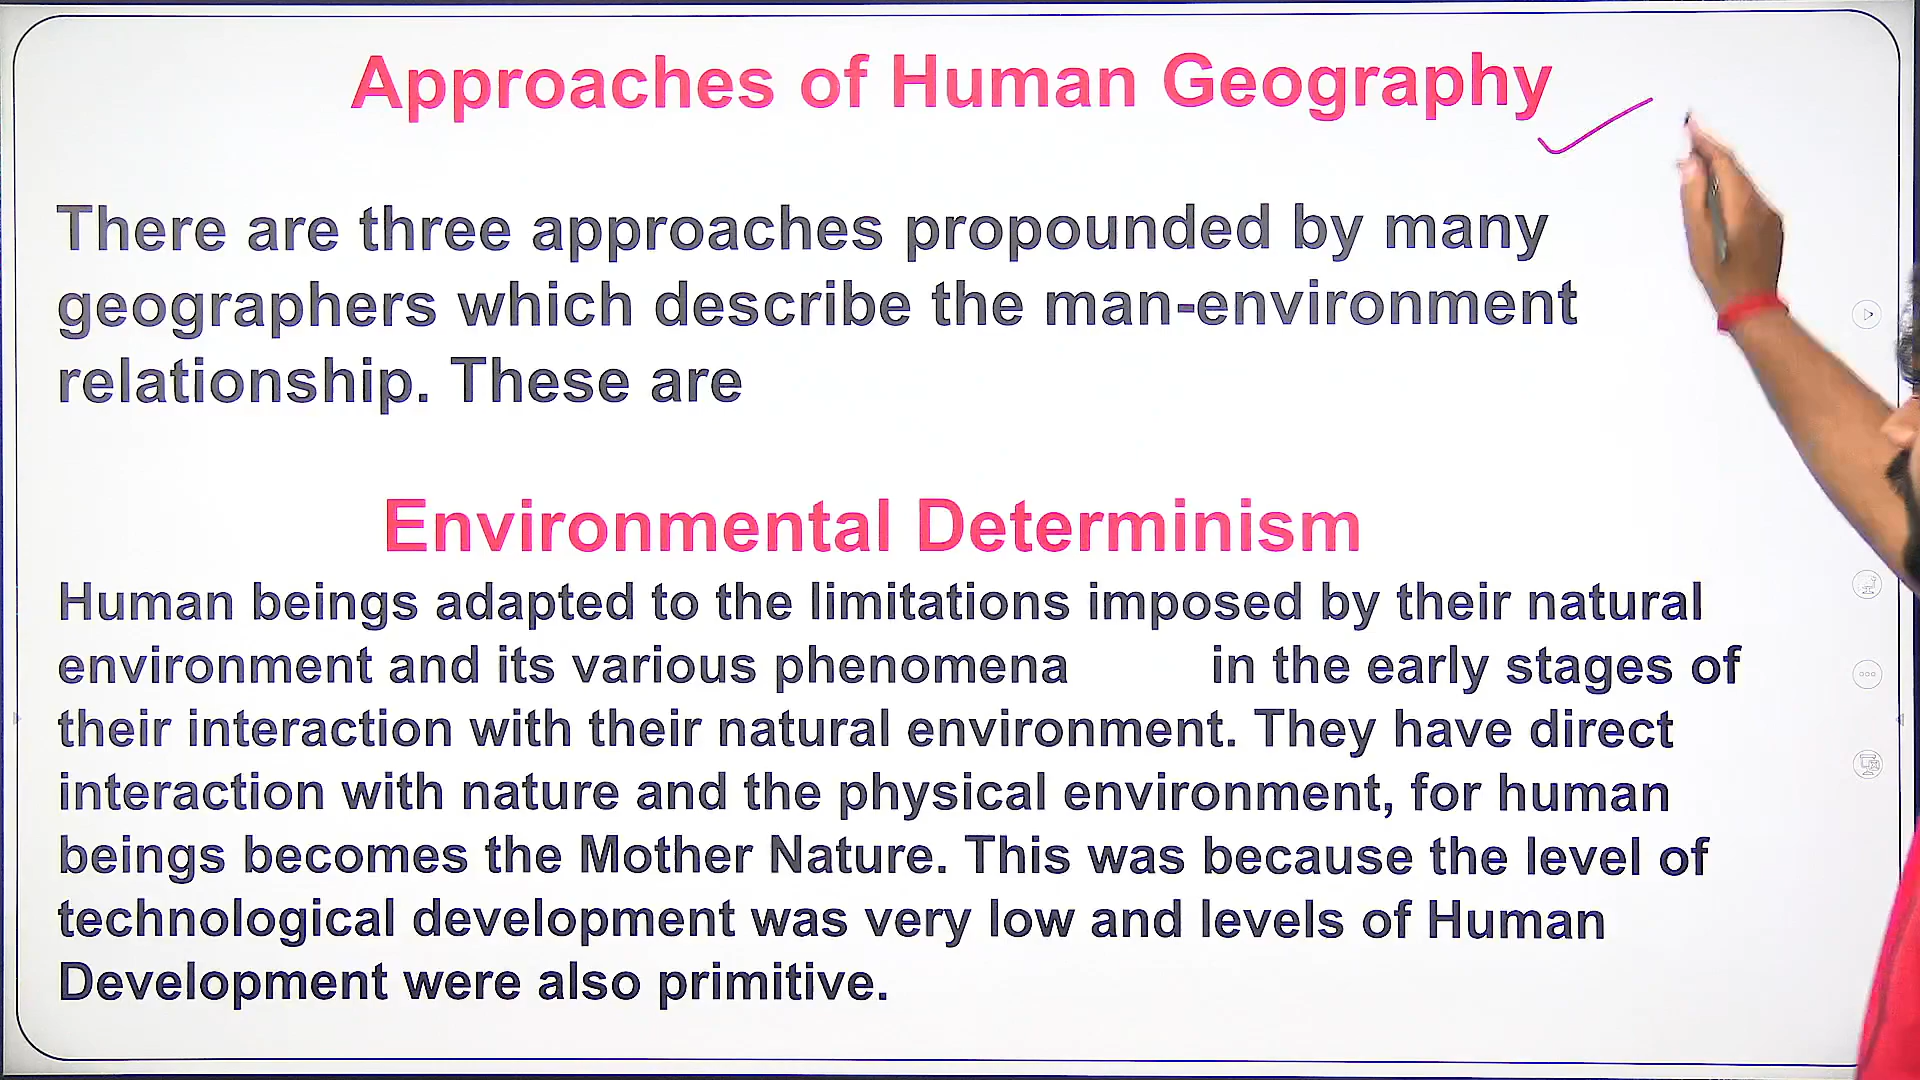 Approaches of Human Geography
There are three approaches propounded by many
geographers which describe the man-environment
relationship. These are
Environmental Determinism
Human beings adapted to the limitations imposed by their natural
environment and its various phenomena in the early stages of
their interaction with their natural environment. They have direct
interaction with nature and the physical environment, for human
beings becomes the Mother Nature. This was because the level of
technological development was very low and levels of Human
Development were also primitive.